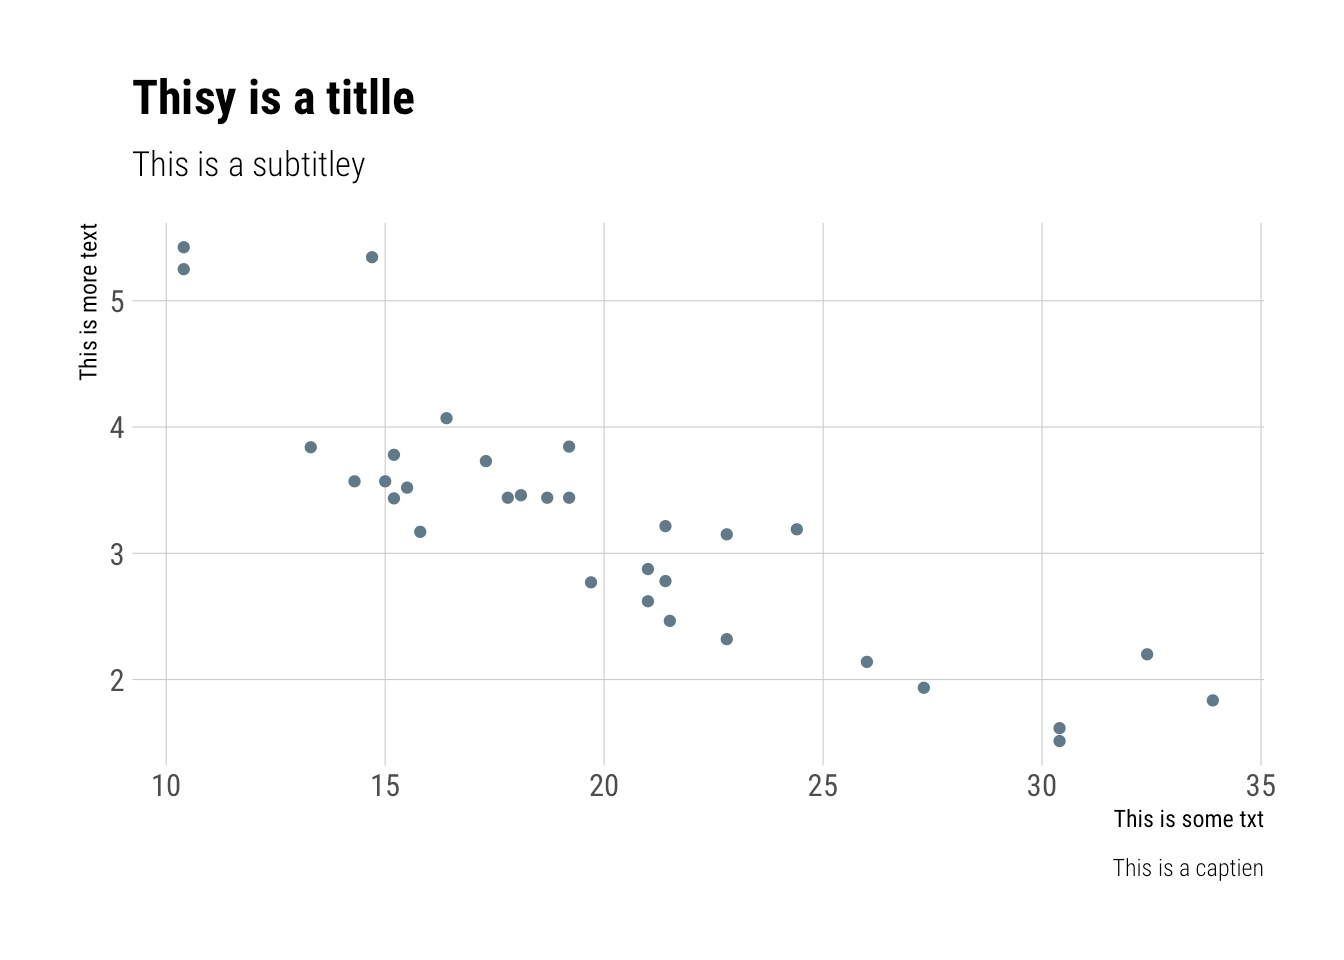 Thisy is a titlle
This is a subtitley
This is more text
5
4
3
2
10 15 20 25 30 35
This is some txt
This is a captien